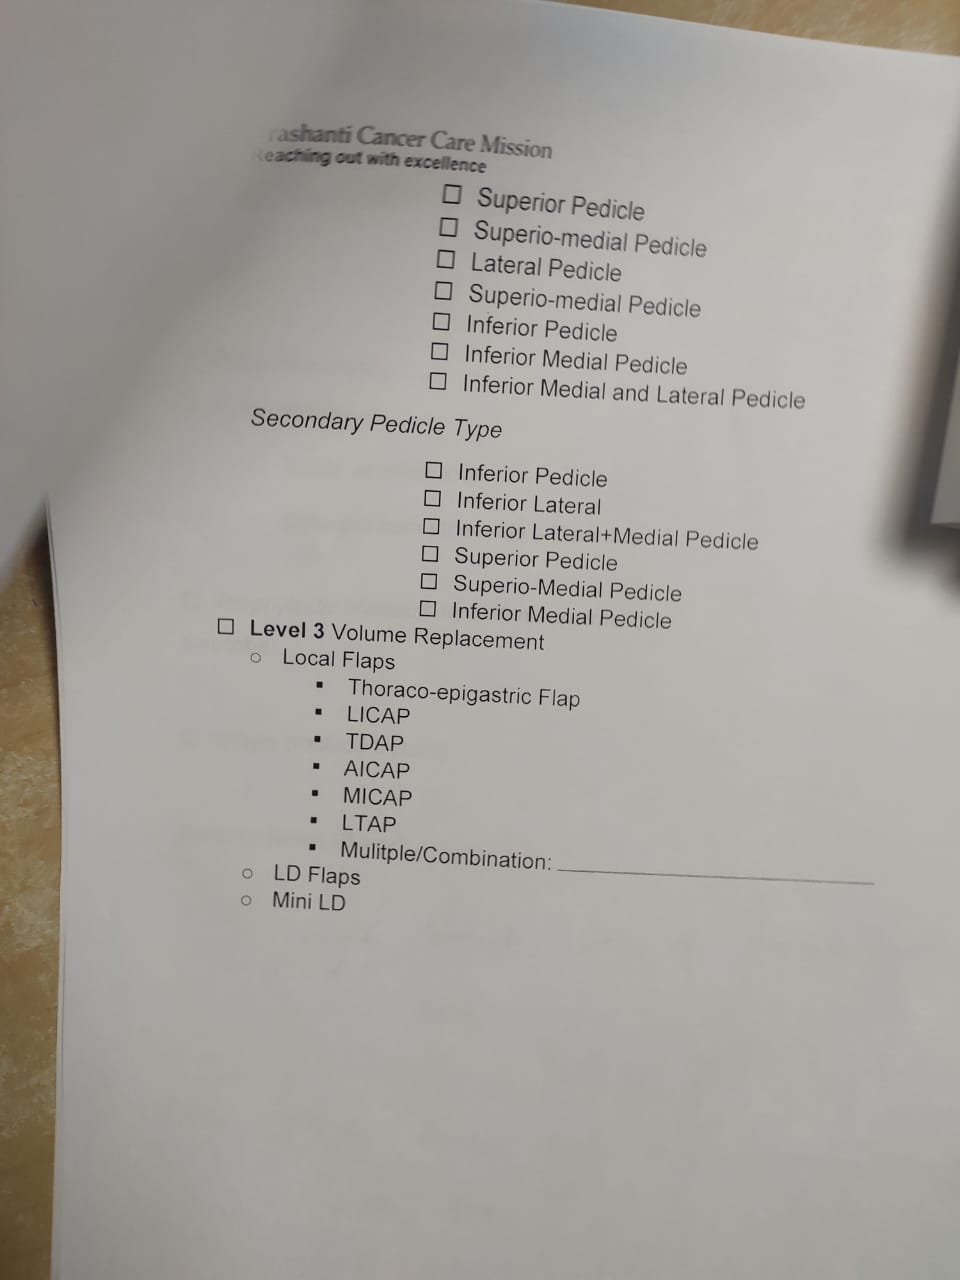 rashanti Cancer Care Mission
eaching out with excellence
☐ Superior Pedicle
☐ Superio-medial Pedicle
☐ Lateral Pedicle
☐ Superio-medial Pedicle
☐ Inferior Pedicle
☐ Inferior Medial Pedicle
☐ Inferior Medial and Lateral Pedicle
Secondary Pedicle Type
☐ Inferior Pedicle
☐ Inferior Lateral
☐ Inferior Lateral+Medial Pedicle
☐ Superior Pedicle
☐ Superio-Medial Pedicle
☐ Inferior Medial Pedicle
☐ Level 3 Volume Replacement
○ Local Flaps
▪ Thoraco-epigastric Flap
▪ LICAP
▪ TDAP
▪ AICAP
▪ MICAP
▪ LTAP
▪ Mulitple/Combination: ____________________
○ LD Flaps
○ Mini LD